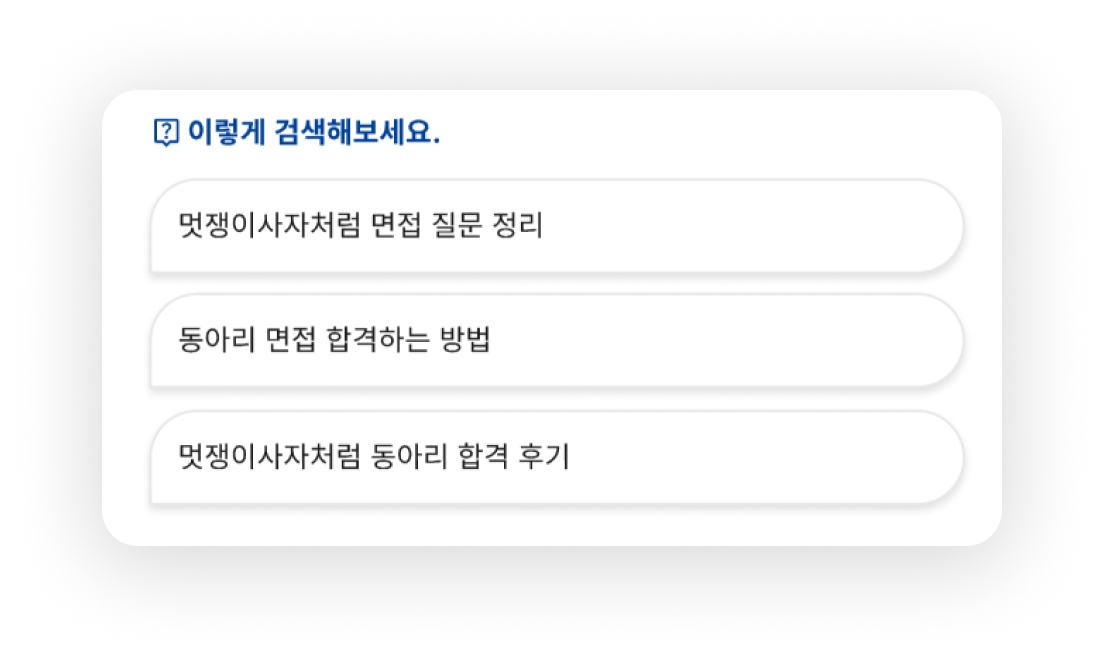 이렇게 검색해보세요.
멋쟁이사자처럼 면접 질문 정리
동아리 면접 합격하는 방법
멋쟁이사자처럼 동아리 합격 후기